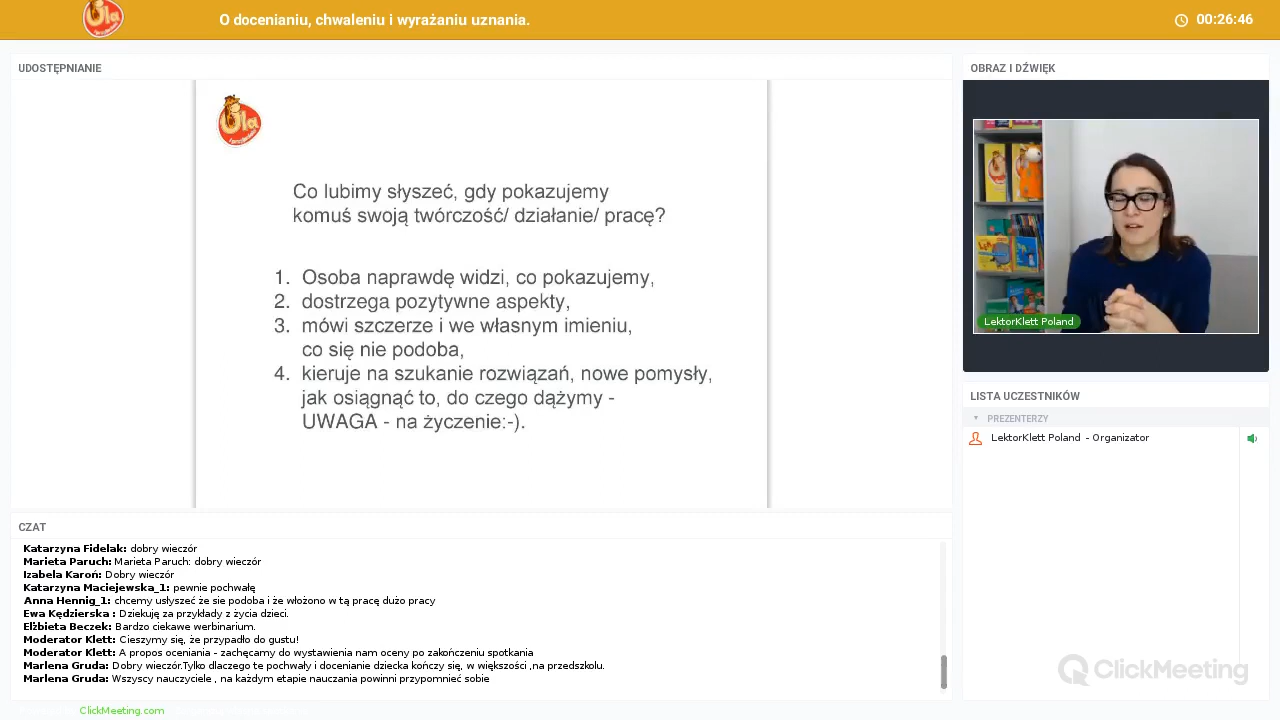 Ula
O docenianiu, chwaleniu i wyrażaniu uznania.
00:26:46
UDOSTĘPNIANIE
Ula
Co lubimy słyszeć, gdy pokazujemy
komuś swoją twórczość/ działanie/ pracę?
1. Osoba naprawdę widzi, co pokazujemy,
2. dostrzega pozytywne aspekty,
3. mówi szczerze i we własnym imieniu,
co się nie podoba,
4. kieruje na szukanie rozwiązań, nowe pomysły,
jak osiągnąć to, do czego dążymy -
UWAGA - na życzenie:-).
OBRAZ I DŹWIĘK
LektorKlett Poland
LISTA UCZESTNIKÓW
PREZENTERZY
LektorKlett Poland - Organizator
CZAT
Katarzyna Fidelak: dobry wieczór
Marieta Paruch: Marieta Paruch: dobry wieczór
Izabela Karoń: Dobry wieczór
Katarzyna Maciejewska_1: pewnie pochwałę
Anna Hennig_1: chcemy usłyszeć że sie podoba i że włożono w tą pracę dużo pracy
Ewa Kędzierska : Dziekuję za przykłady z życia dzieci.
Elżbieta Beczek: Bardzo ciekawe werbinarium.
Moderator Klett: Cieszymy się, że przypadło do gustu!
Moderator Klett: A propos oceniania - zachęcamy do wystawienia nam oceny po zakończeniu spotkania
Marlena Gruda: Dobry wieczór.Tylko dlaczego te pochwały i docenianie dziecka kończy się, w większości ,na przedszkolu.
Marlena Gruda: Wszyscy nauczyciele , na każdym etapie nauczania powinni przypomnieć sobie
ClickMeeting
ClickMeeting.com